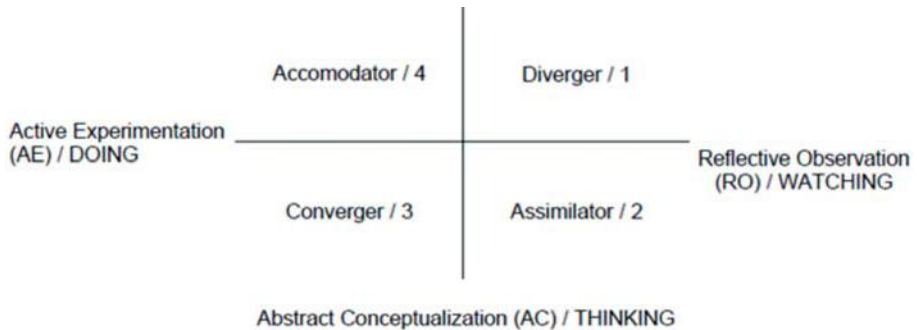 Accomodator / 4
Diverger / 1
Active Experimentation
(AE) / DOING
Reflective Observation
(RO) / WATCHING
Converger / 3
Assimilator / 2
Abstract Conceptualization (AC) / THINKING